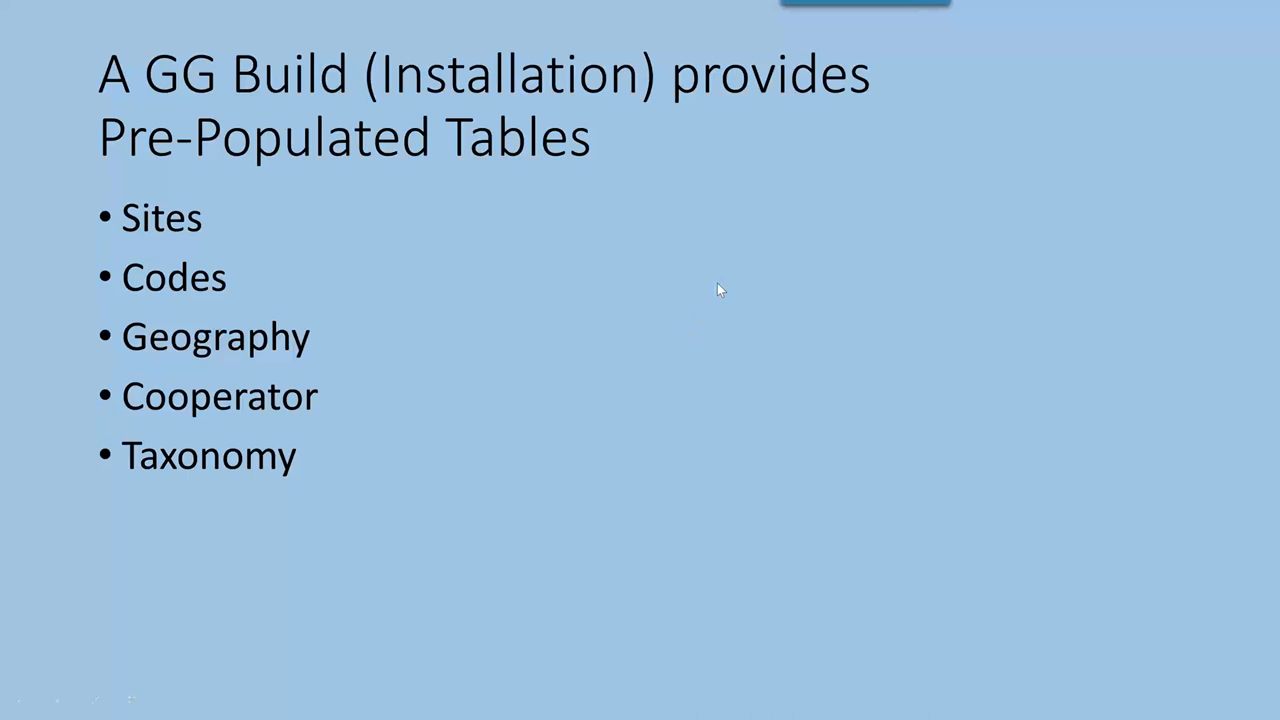 A GG Build (Installation) provides
Pre-Populated Tables
• Sites
• Codes
• Geography
• Cooperator
• Taxonomy